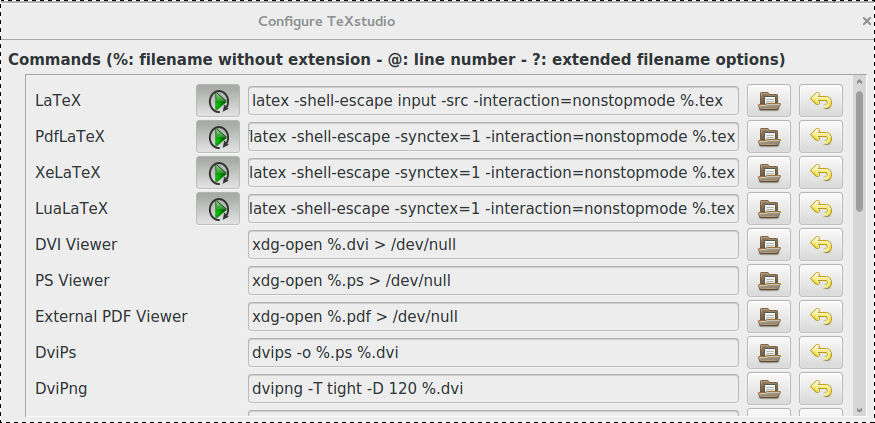 Configure TeXstudio
Commands (%: filename without extension - @: line number - ?: extended filename options)
LaTeX latex -shell-escape input -src -interaction=nonstopmode %.tex
PdfLaTeX latex -shell-escape -synctex=1 -interaction=nonstopmode %.tex
XeLaTeX latex -shell-escape -synctex=1 -interaction=nonstopmode %.tex
LuaLaTeX latex -shell-escape -synctex=1 -interaction=nonstopmode %.tex
DVI Viewer xdg-open %.dvi > /dev/null
PS Viewer xdg-open %.ps > /dev/null
External PDF Viewer xdg-open %.pdf > /dev/null
DviPs dvips -o %.ps %.dvi
DviPng dvipng -T tight -D 120 %.dvi